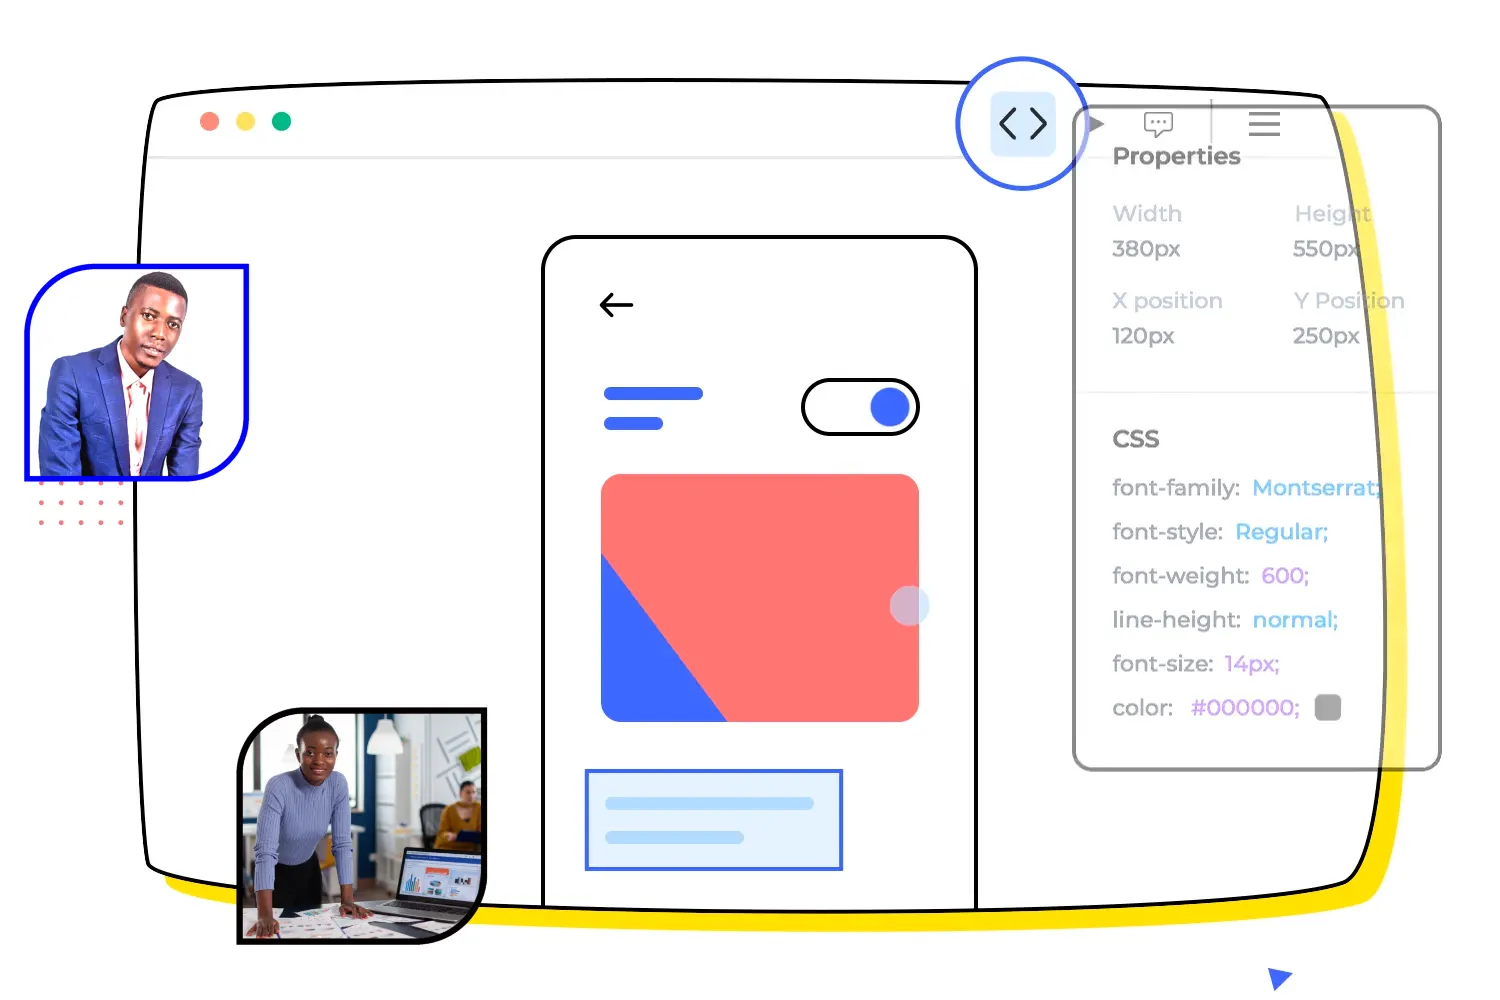 Properties
Width Height
380px 550px
X position Y Position
120px 250px
CSS
font-family: Montserrat;
font-style: Regular;
font-weight: 600;
line-height: normal;
font-size: 14px;
color: #000000;